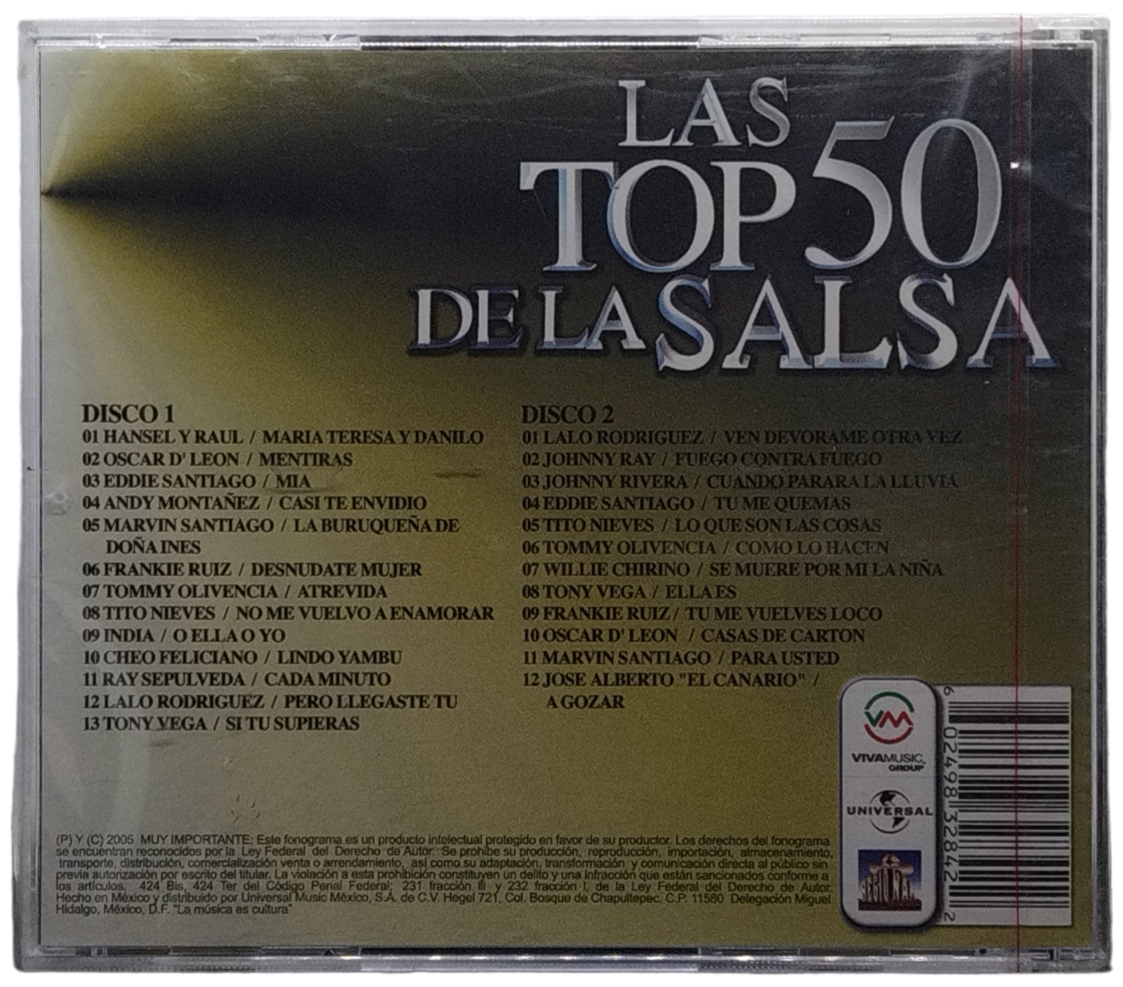 LAS
TOP 50
DE LA SALSA
DISCO 1
01 HANSEL Y RAUL / MARIA TERESA Y DANILO
02 OSCAR D' LEON / MENTIRAS
03 EDDIE SANTIAGO / MIA
04 ANDY MONTAÑEZ / CASI TE ENVIDIO
05 MARVIN SANTIAGO / LA BURUQUEÑA DE
DOÑA INES
06 FRANKIE RUIZ / DESNUDATE MUJER
07 TOMMY OLIVENCIA / ATREVIDA
08 TITO NIEVES / NO ME VUELVO A ENAMORAR
09 INDIA / O ELLA O YO
10 CHEO FELICIANO / LINDO YAMBU
11 RAY SEPULVEDA / CADA MINUTO
12 LALO RODRIGUEZ / PERO LLEGASTE TU
13 TONY VEGA / SI TU SUPIERAS
DISCO 2
01 LALO RODRIGUEZ / VEN DEVORAME OTRA VEZ
02 JOHNNY RAY / FUEGO CONTRA FUEGO
03 JOHNNY RIVERA / CUANDO PARARA LA LLUVIA
04 EDDIE SANTIAGO / TU ME QUEMAS
05 TITO NIEVES / LO QUE SON LAS COSAS
06 TOMMY OLIVENCIA / COMO LO HACEN
07 WILLIE CHIRINO / SE MUERE POR MI LA NIÑA
08 TONY VEGA / ELLA ES
09 FRANKIE RUIZ / TU ME VUELVES LOCO
10 OSCAR D' LEON / CASAS DE CARTON
11 MARVIN SANTIAGO / PARA USTED
12 JOSE ALBERTO "EL CANARIO" /
A GOZAR
VM
VIVAMUSIC
GROUP
UNIVERSAL
REGIONAL
6 02498 32842 2
(P) Y (C) 2005 MUY IMPORTANTE: Este fonograma es un producto intelectual protegido en favor de su productor. Los derechos del fonograma
se encuentran reconocidos por la Ley Federal del Derecho de Autor. Se prohibe su producción, reproducción, importación, almacenamiento,
transporte, distribución, comercialización venta o arrendamiento, así como su adaptación, transformación y comunicación directa al público sin
previa autorización por escrito del titular. La violación a esta prohibición constituyen un delito y una infracción que están sancionados conforme a
los artículos. 424 Bis, 424 Ter del Código Penal Federal; 231 fracción III y 232 fracción I, de la Ley Federal del Derecho de Autor.
Hecho en México y distribuido por Universal Music México, S.A. de C.V. Hegel 721, Col. Bosque de Chapultepec. C.P. 11580 Delegación Miguel
Hidalgo, México, D.F. "La música es cultura"